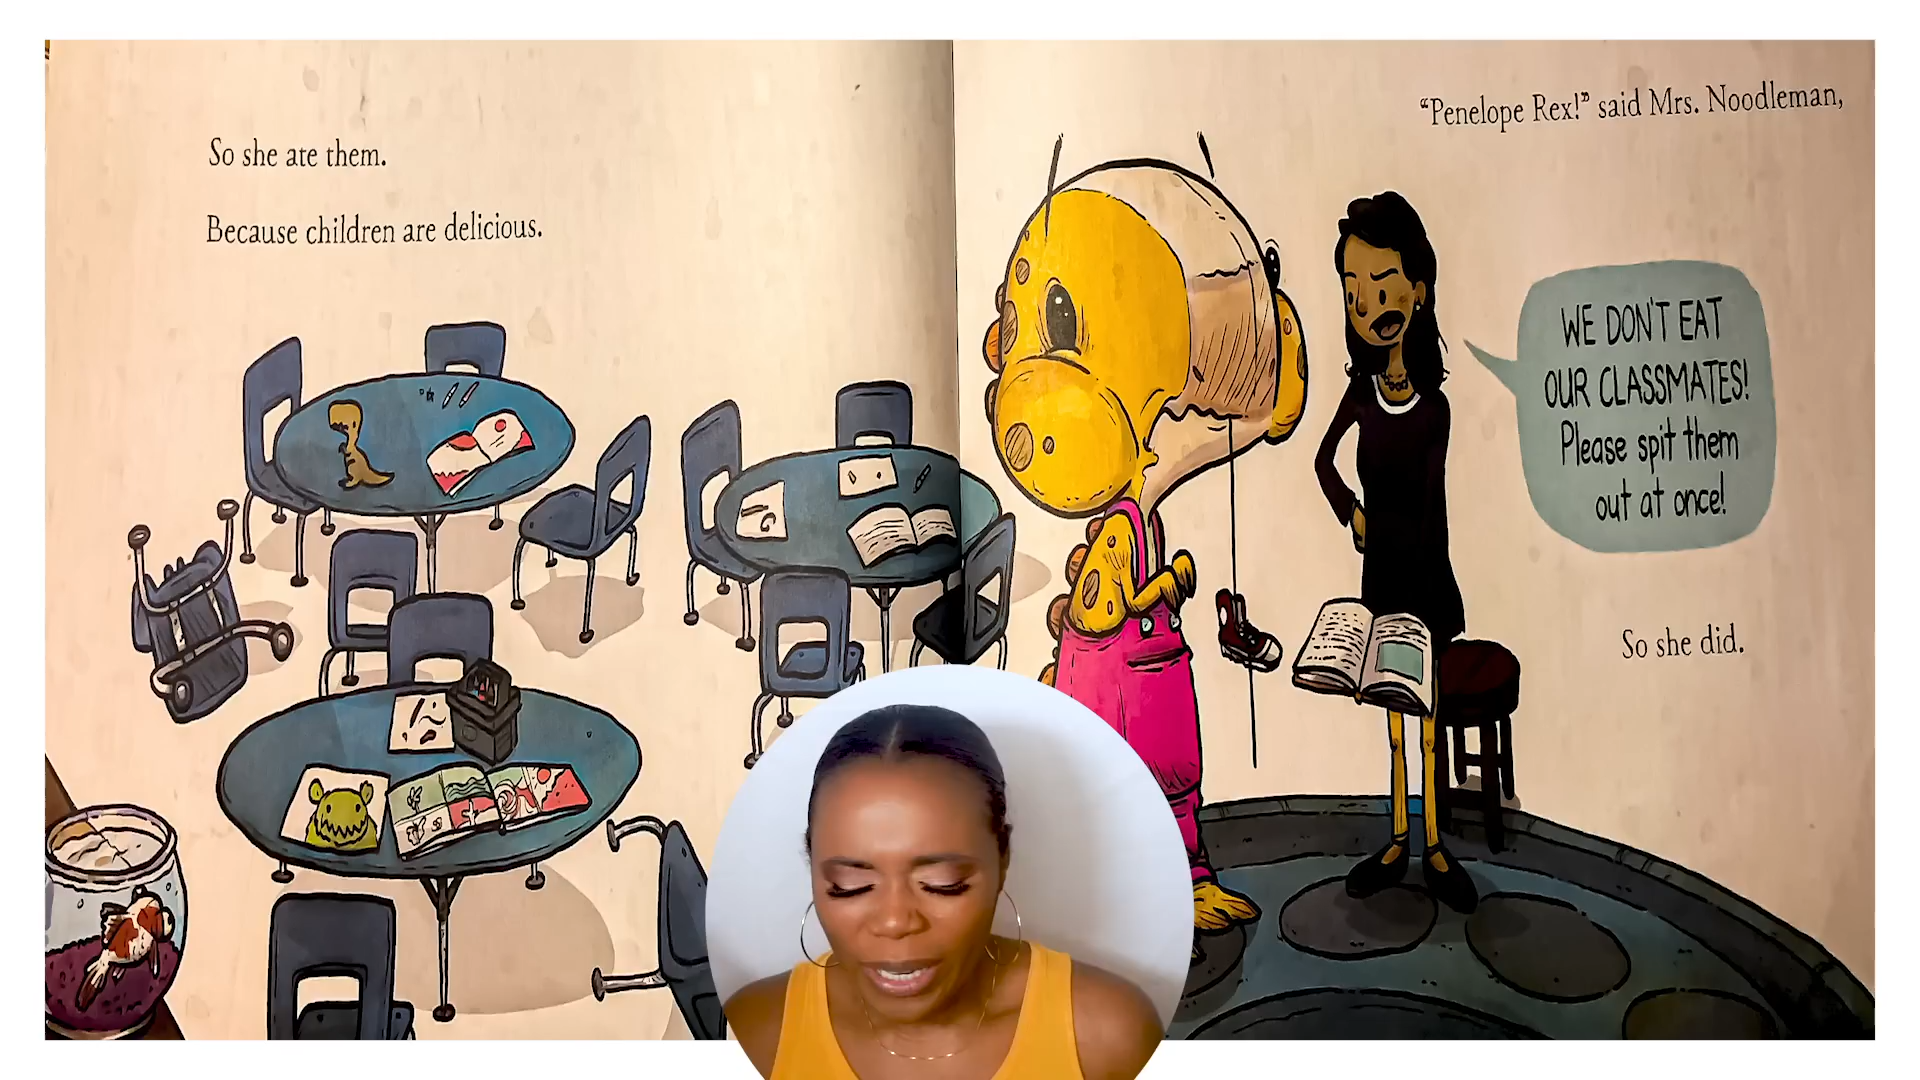 So she ate them.
Because children are delicious.
“Penelope Rex!” said Mrs. Noodleman,
WE DON'T EAT
OUR CLASSMATES!
Please spit them
out at once!
So she did.